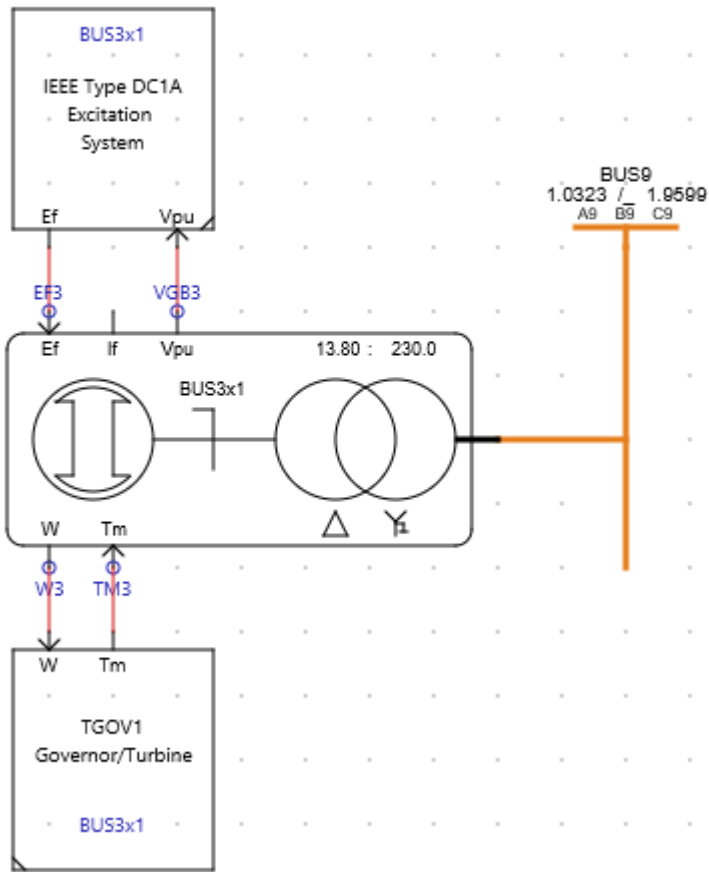 BUS3x1
IEEE Type DC1A
Excitation
System
Ef Vpu
BUS9
1.0323 /_ 1.9599
A9 B9 C9
EF3 VGB3
Ef If Vpu 13.80 : 230.0
BUS3x1
W Tm
1
W3 TM3
W Tm
TGOV1
Governor/Turbine
BUS3x1